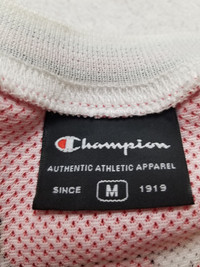 Champion
AUTHENTIC ATHLETIC APPAREL
SINCE M 1919